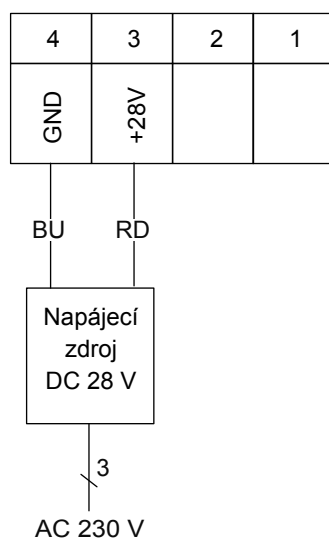 4 3 2 1
GND +28V
BU RD
Napájecí
zdroj
DC 28 V
3
AC 230 V